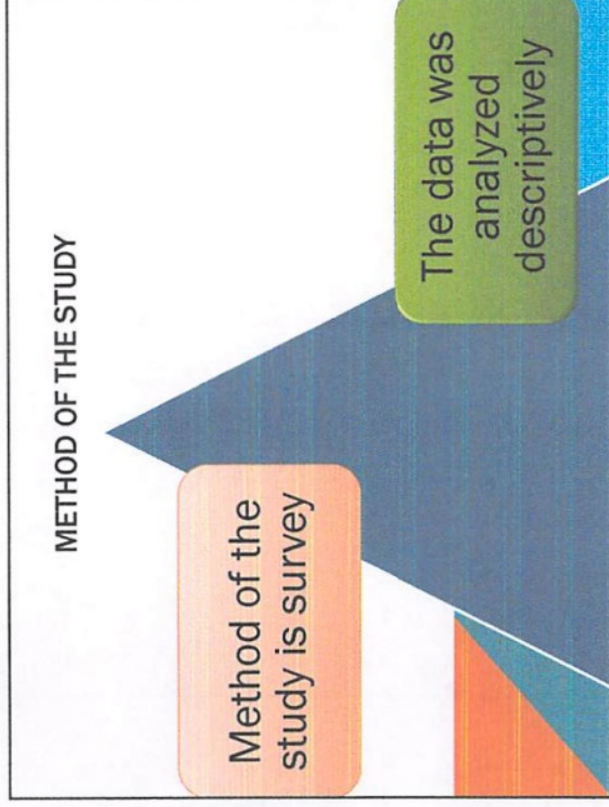 METHOD OF THE STUDY
Method of the
study is survey
The data was
analyzed
descriptively